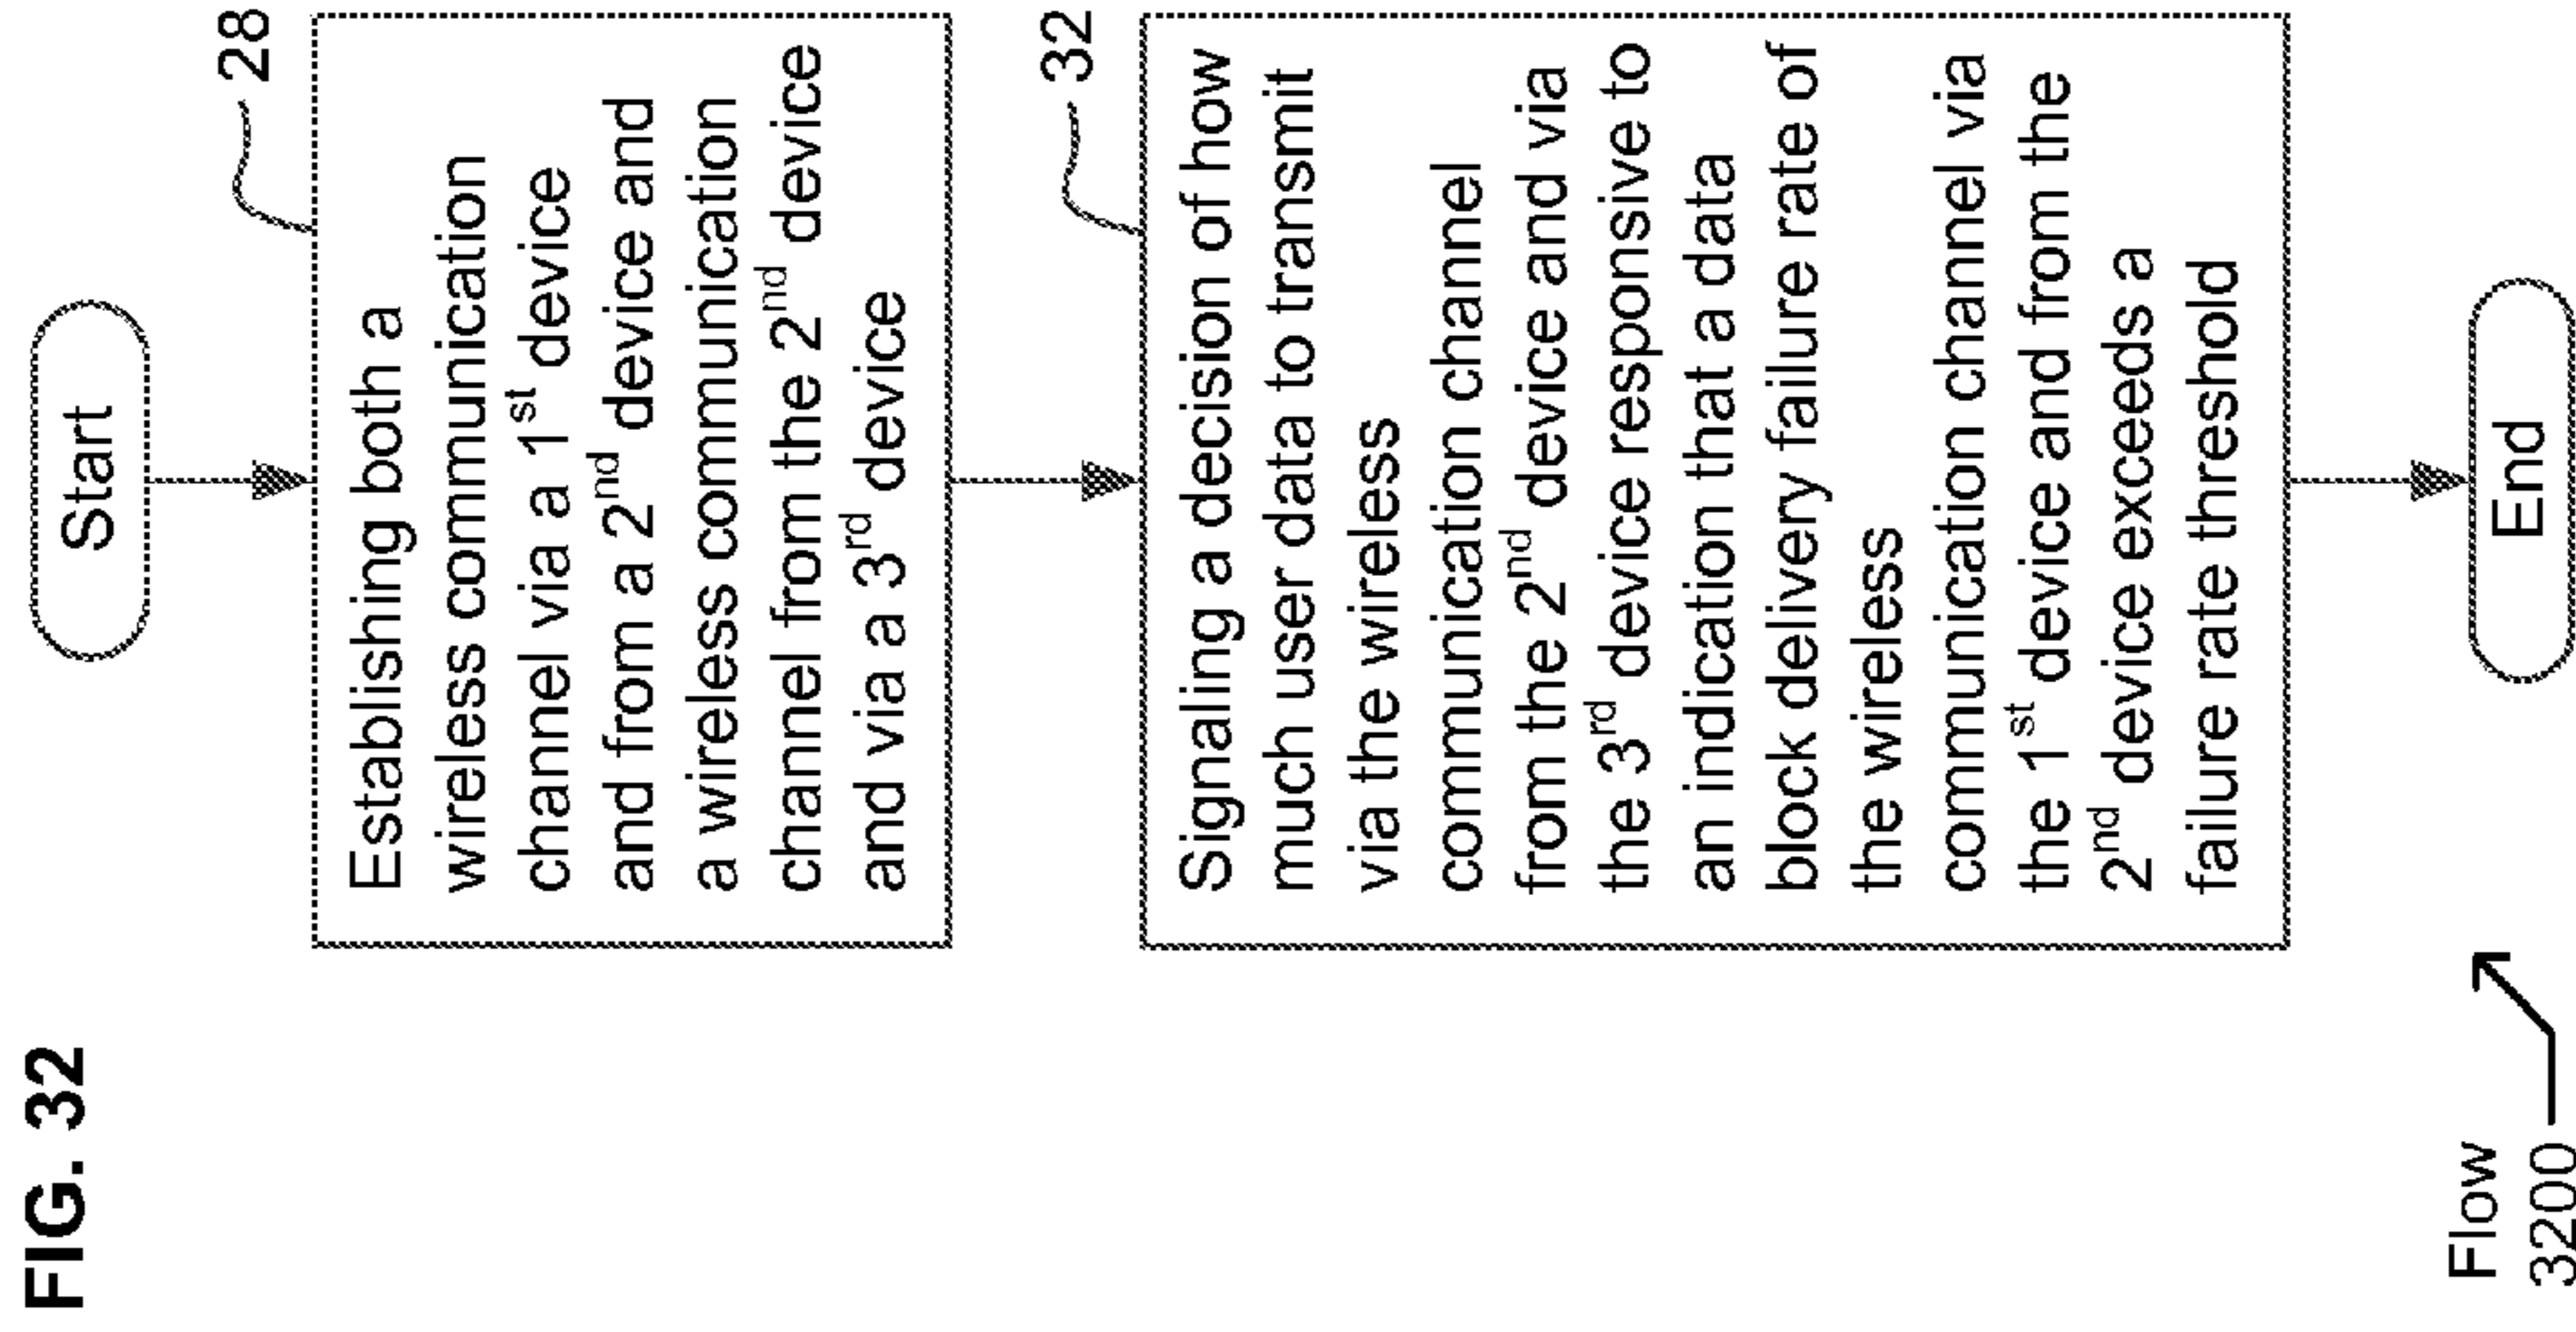 FIG. 32
Start
28
Establishing both a
wireless communication
channel via a 1st device
and from a 2nd device and
a wireless communication
channel from the 2nd device
and via a 3rd device
32
Signaling a decision of how
much user data to transmit
via the wireless
communication channel
from the 2nd device and via
the 3rd device responsive to
an indication that a data
block delivery failure rate of
the wireless
communication channel via
the 1st device and from the
2nd device exceeds a
failure rate threshold
End
Flow
3200